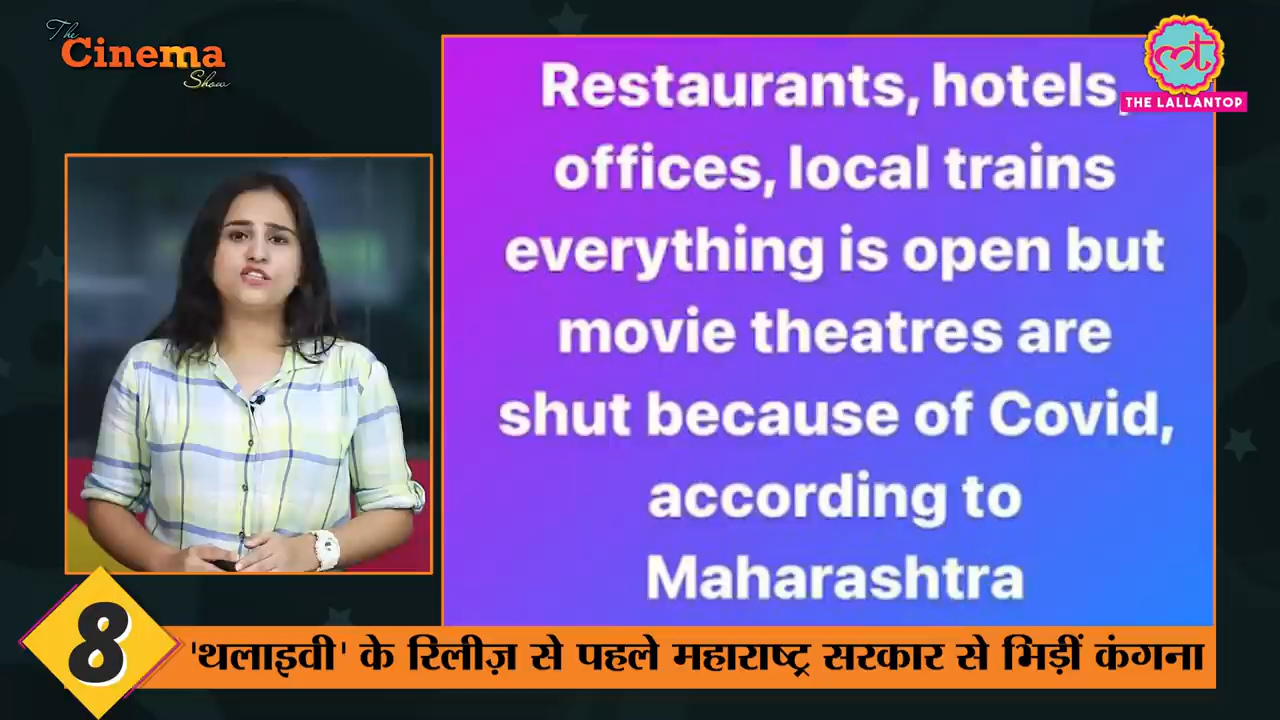 The
Cinema
Show
THE LALLANTOP
Restaurants, hotels,
offices, local trains
everything is open but
movie theatres are
shut because of Covid,
according to
Maharashtra
8
'थलाइवी' के रिलीज़ से पहले महाराष्ट्र सरकार से भिड़ीं कंगना